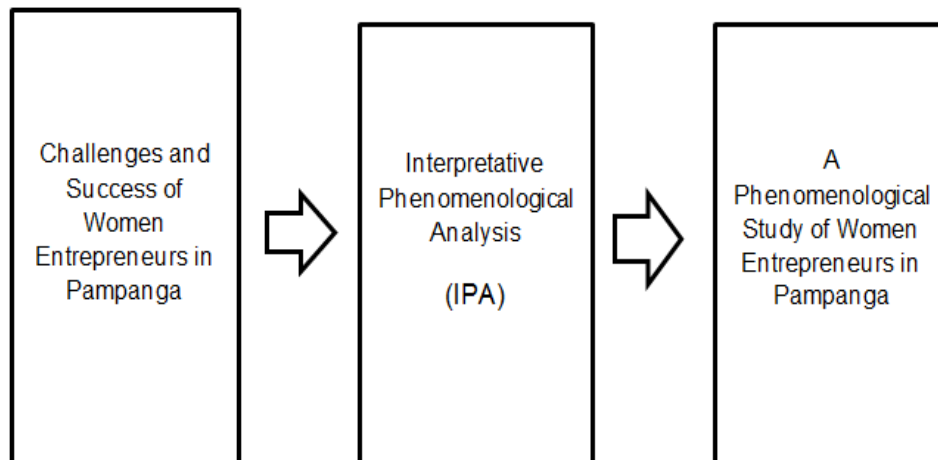 Challenges and
Success of
Women
Entrepreneurs in
Pampanga
Interpretative
Phenomenological
Analysis
(IPA)
A
Phenomenological
Study of Women
Entrepreneurs in
Pampanga